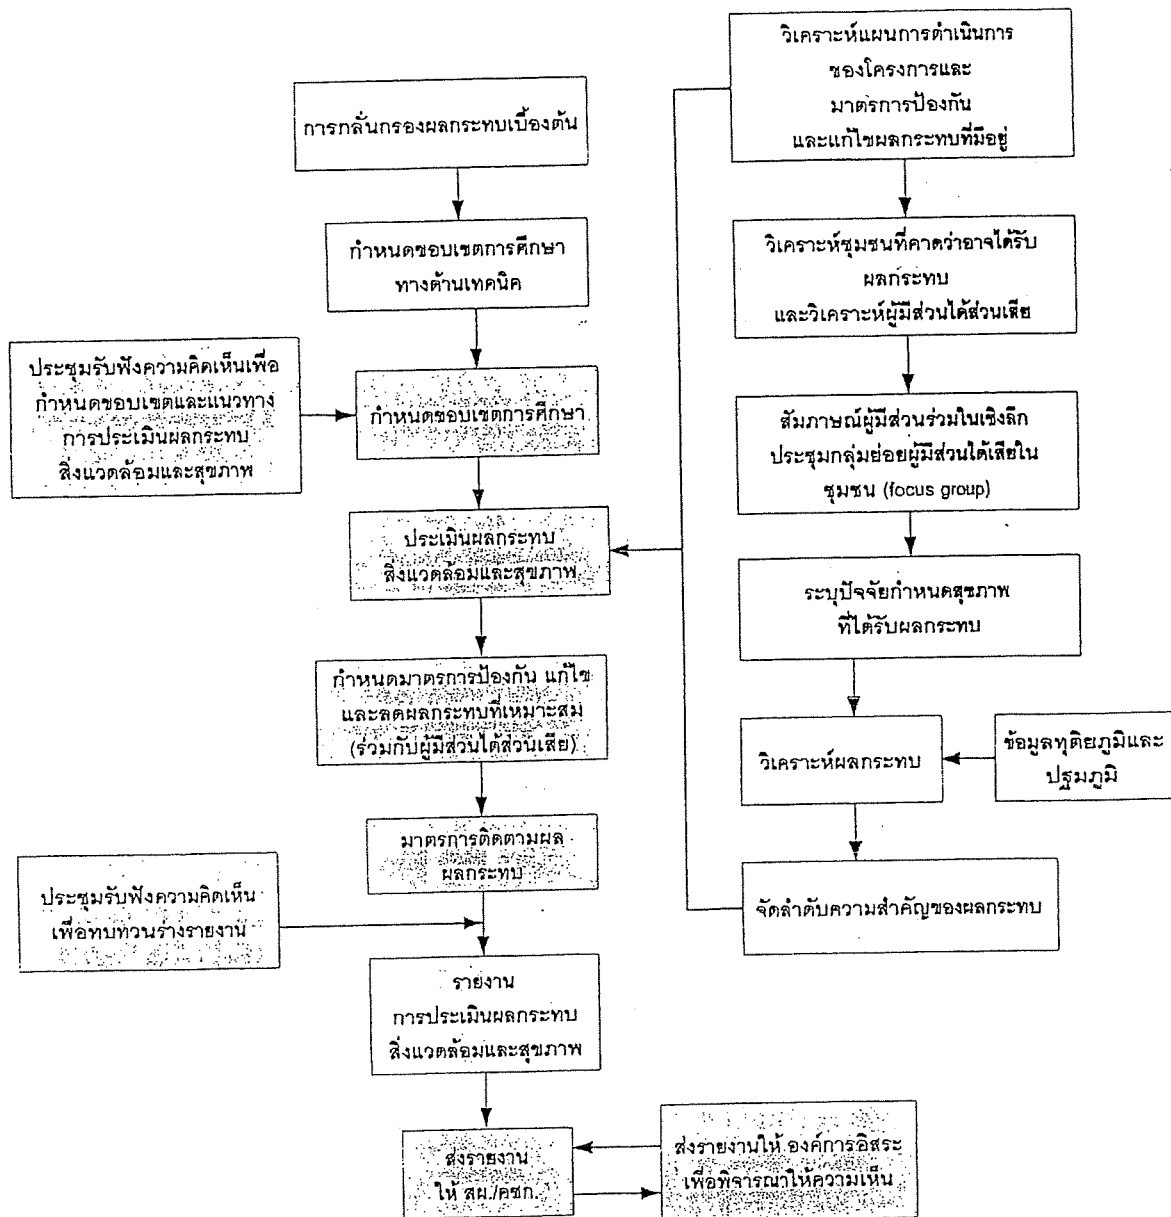 การกลั่นกรองผลกระทบเบื้องต้น
กำหนดขอบเขตการศึกษา
ทางด้านเทคนิค
ประชุมรับฟังความคิดเห็นเพื่อ
กำหนดขอบเขตและแนวทาง
การประเมินผลกระทบ
สิ่งแวดล้อมและสุขภาพ
กำหนดขอบเขตการศึกษา
ประเมินผลกระทบ
สิ่งแวดล้อมและสุขภาพ
กำหนดมาตรการป้องกัน แก้ไข
และลดผลกระทบที่เหมาะสม
(ร่วมกับผู้มีส่วนได้ส่วนเสีย)
มาตรการติดตามผล
ผลกระทบ
ประชุมรับฟังความคิดเห็น
เพื่อทบทวนร่างรายงาน
รายงาน
การประเมินผลกระทบ
สิ่งแวดล้อมและสุขภาพ
ส่งรายงาน
ให้ สผ./คชก.
ส่งรายงานให้ องค์การอิสระ
เพื่อพิจารณาให้ความเห็น
วิเคราะห์แผนการดำเนินการ
ของโครงการและ
มาตรการป้องกัน
และแก้ไขผลกระทบที่มีอยู่
วิเคราะห์ชุมชนที่คาดว่าอาจได้รับ
ผลกระทบ
และวิเคราะห์ผู้มีส่วนได้ส่วนเสีย
สัมภาษณ์ผู้มีส่วนร่วมในเชิงลึก
ประชุมกลุ่มย่อยผู้มีส่วนได้เสียใน
ชุมชน (focus group)
ระบุปัจจัยกำหนดสุขภาพ
ที่ได้รับผลกระทบ
วิเคราะห์ผลกระทบ
ข้อมูลทุติยภูมิและ
ปฐมภูมิ
จัดลำดับความสำคัญของผลกระทบ